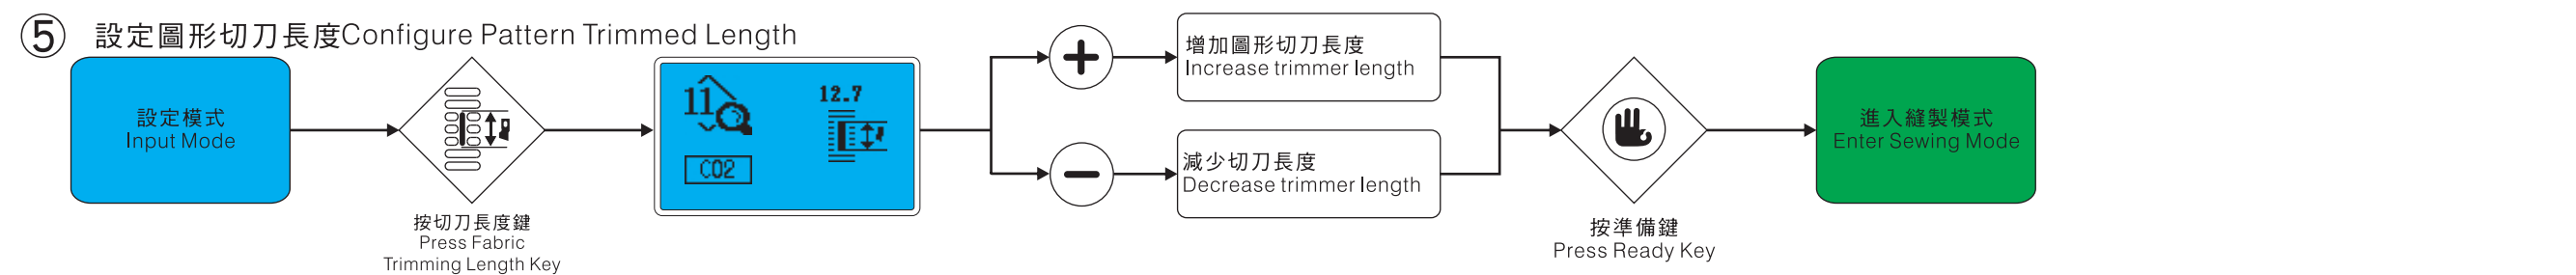 ⑤ 設定圖形切刀長度Configure Pattern Trimmed Length
設定模式
Input Mode
按切刀長度鍵
Press Fabric
Trimming Length Key
11
12.7
C02
增加圖形切刀長度
Increase trimmer length
減少切刀長度
Decrease trimmer length
按準備鍵
Press Ready Key
進入縫製模式
Enter Sewing Mode